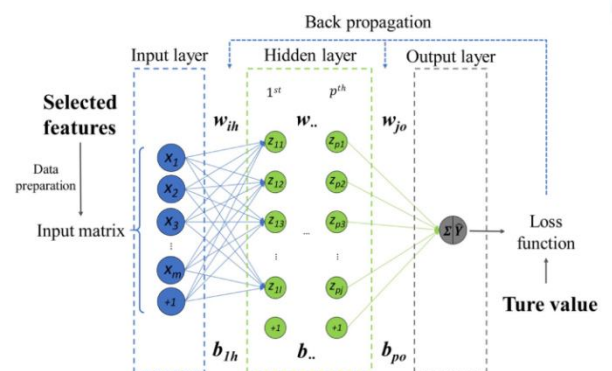 Back propagation
Input layer
Hidden layer
Output layer
1st
pth
Selected
features
wih
w..
wjo
Data
preparation
Input matrix
x1
x2
x3
⋮
xm
+1
z11
z12
z13
⋮
z1l
+1
...
zp1
zp2
zp3
⋮
zpj
+1
Σ Ŷ
Loss
function
Ture value
b1h
b..
bpo